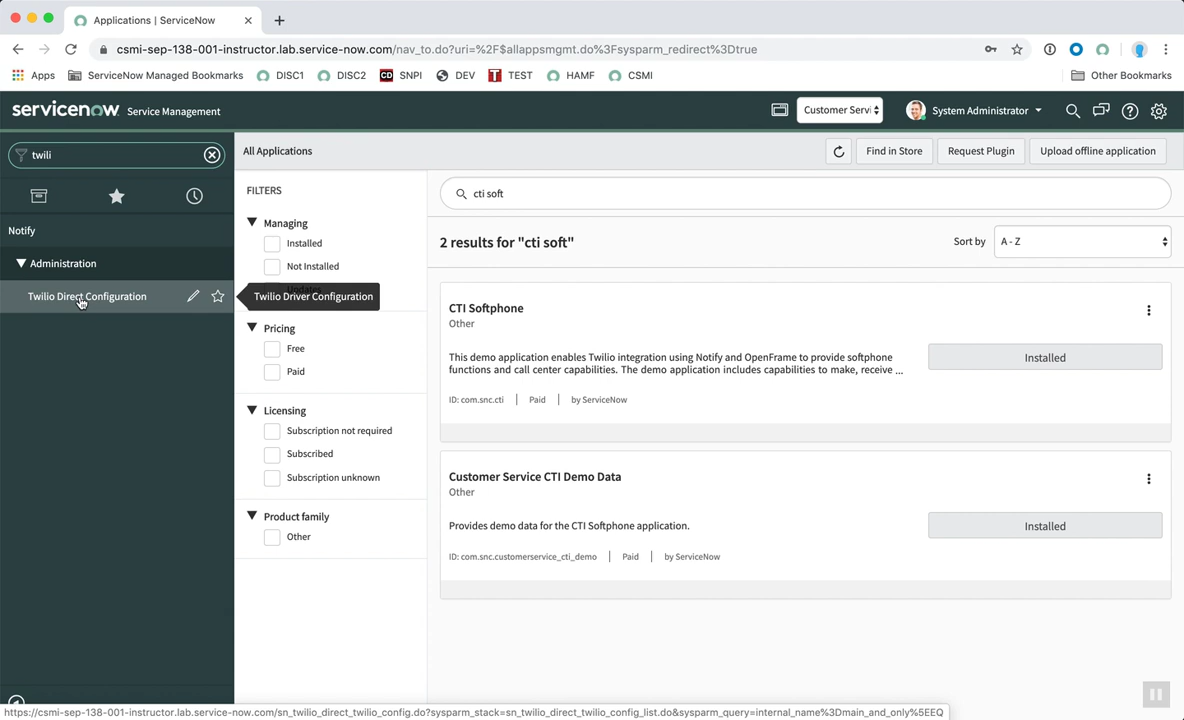 Applications | ServiceNow
csmi-sep-138-001-instructor.lab.service-now.com/nav_to.do?uri=%2F$allappsmgmt.do%3Fsysparm_redirect%3Dtrue
Apps
ServiceNow Managed Bookmarks
DISC1
DISC2
CD SNPI
DEV
T TEST
HAMF
CSMI
Other Bookmarks
servicenow Service Management
Customer Servi
System Administrator
twili
All Applications
Find in Store
Request Plugin
Upload offline application
FILTERS
cti soft
Notify
Managing
Installed
2 results for "cti soft"
Sort by
A - Z
Administration
Not Installed
Twilio Direct Configuration
Twilio Driver Configuration
Updates
CTI Softphone
Other
Pricing
Free
Paid
This demo application enables Twilio integration using Notify and OpenFrame to provide softphone
functions and call center capabilities. The demo application includes capabilities to make, receive ...
Installed
ID: com.snc.cti | Paid | by ServiceNow
Licensing
Subscription not required
Subscribed
Subscription unknown
Customer Service CTI Demo Data
Other
Product family
Other
Provides demo data for the CTI Softphone application.
Installed
ID: com.snc.customerservice_cti_demo | Paid | by ServiceNow
https://csmi-sep-138-001-instructor.lab.service-now.com/sn_twilio_direct_twilio_config.do?sysparm_stack=sn_twilio_direct_twilio_config_list.do&sysparm_query=internal_name%3Dmain_and_only%5EEQ